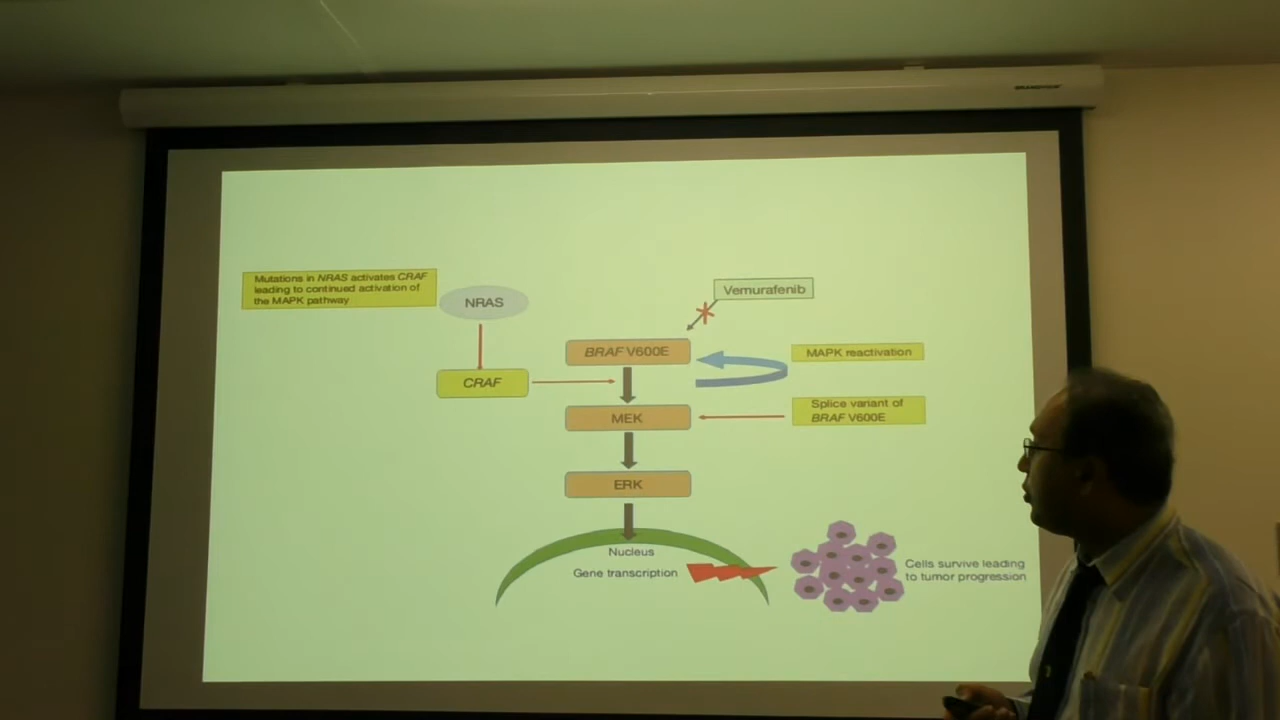 GRANDVIEW
Mutations in NRAS activates CRAF
leading to continued activation of
the MAPK pathway
NRAS
Vemurafenib
BRAF V600E
MAPK reactivation
CRAF
Splice variant of
BRAF V600E
MEK
ERK
Nucleus
Gene transcription
Cells survive leading
to tumor progression